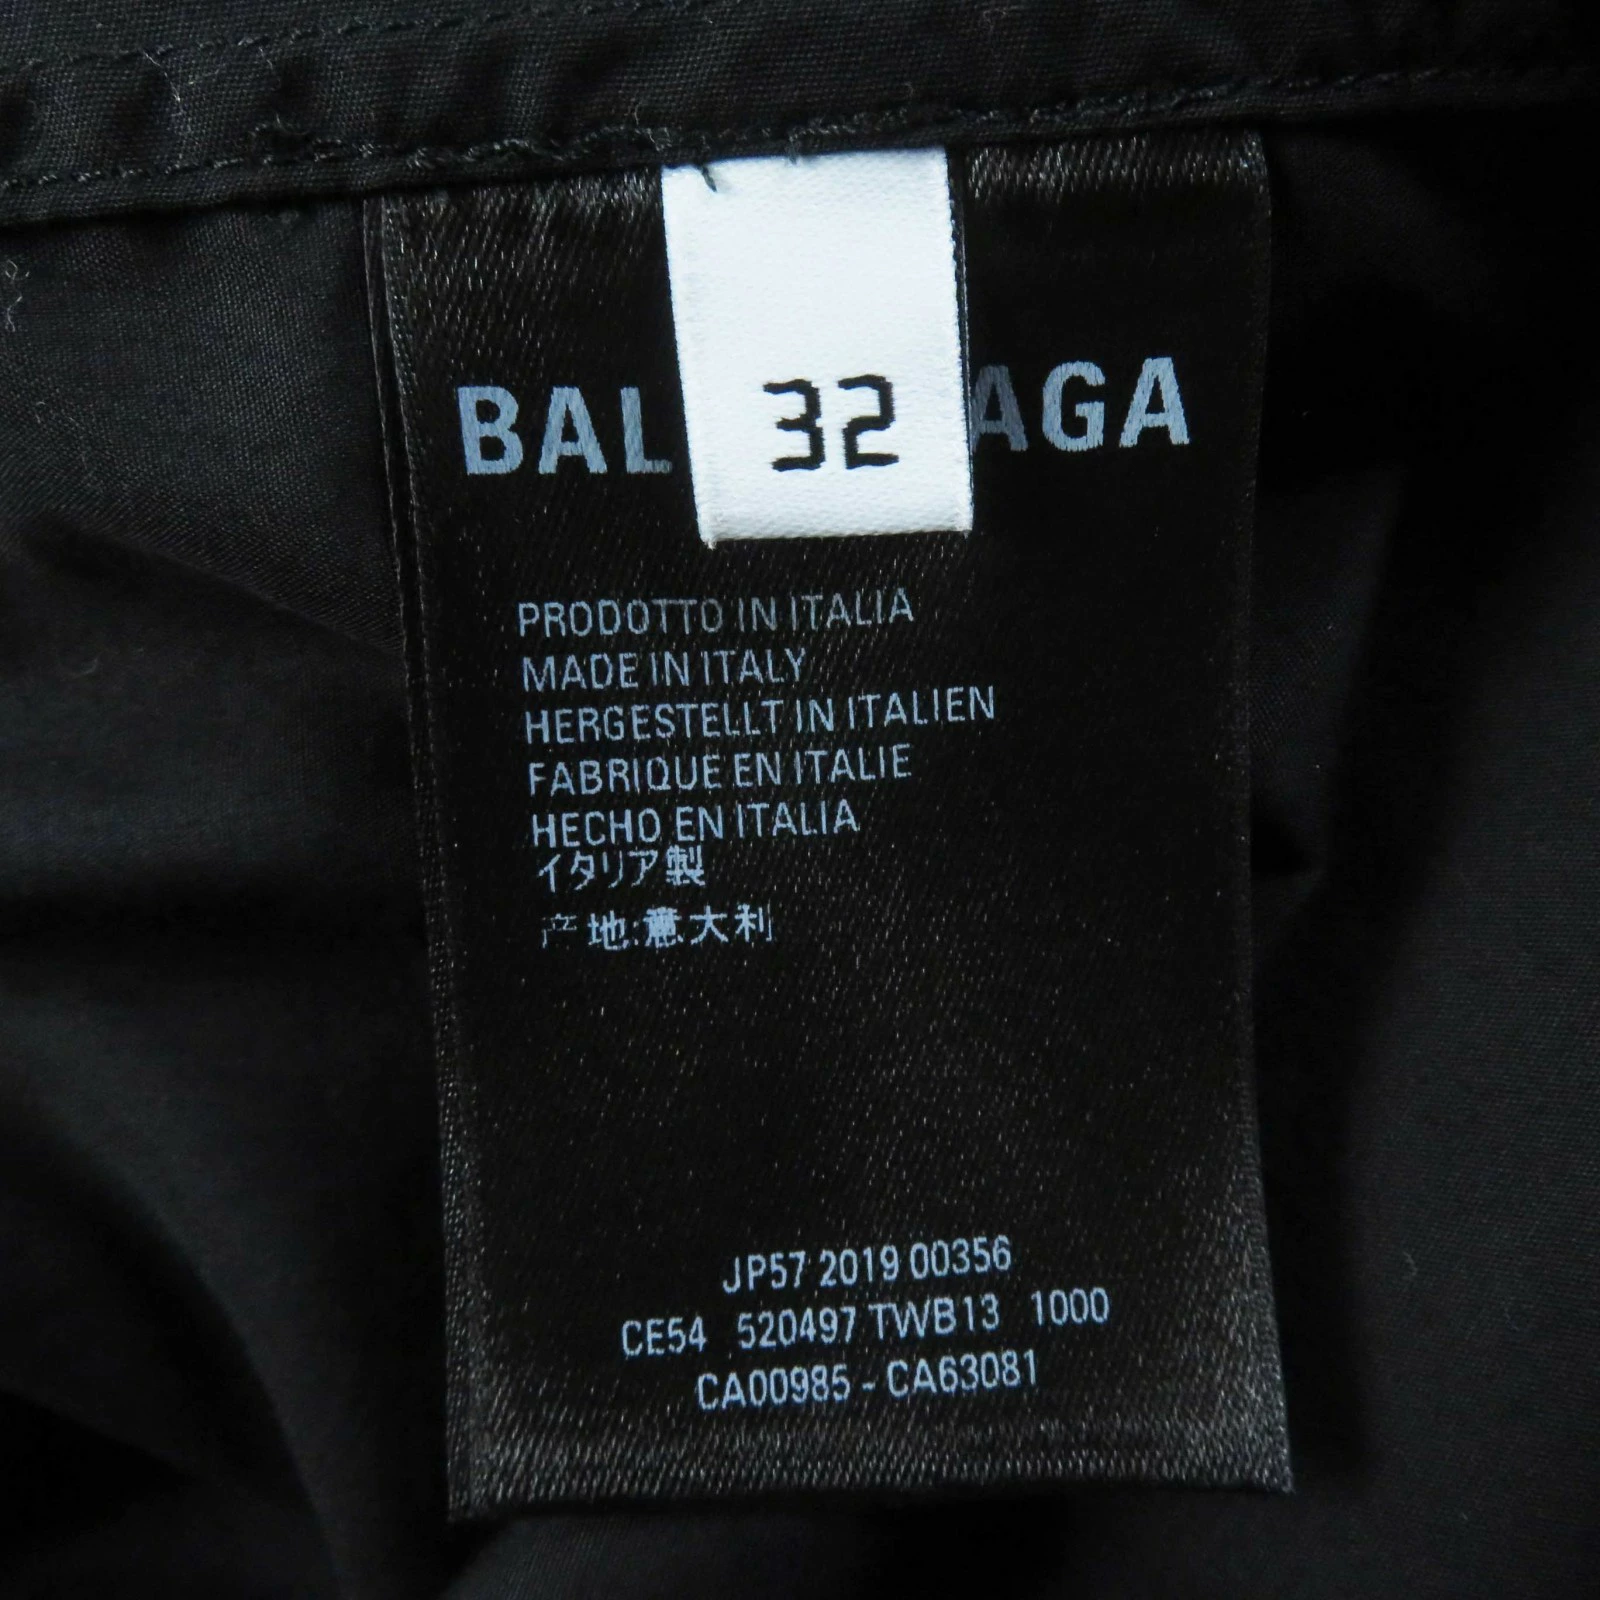 BAL AGA
32
PRODOTTO IN ITALIA
MADE IN ITALY
HERGESTELLT IN ITALIEN
FABRIQUE EN ITALIE
HECHO EN ITALIA
イタリア製
产地:意大利
JP57 2019 00356
CE54 520497 TWB13 1000
CA00985 - CA63081